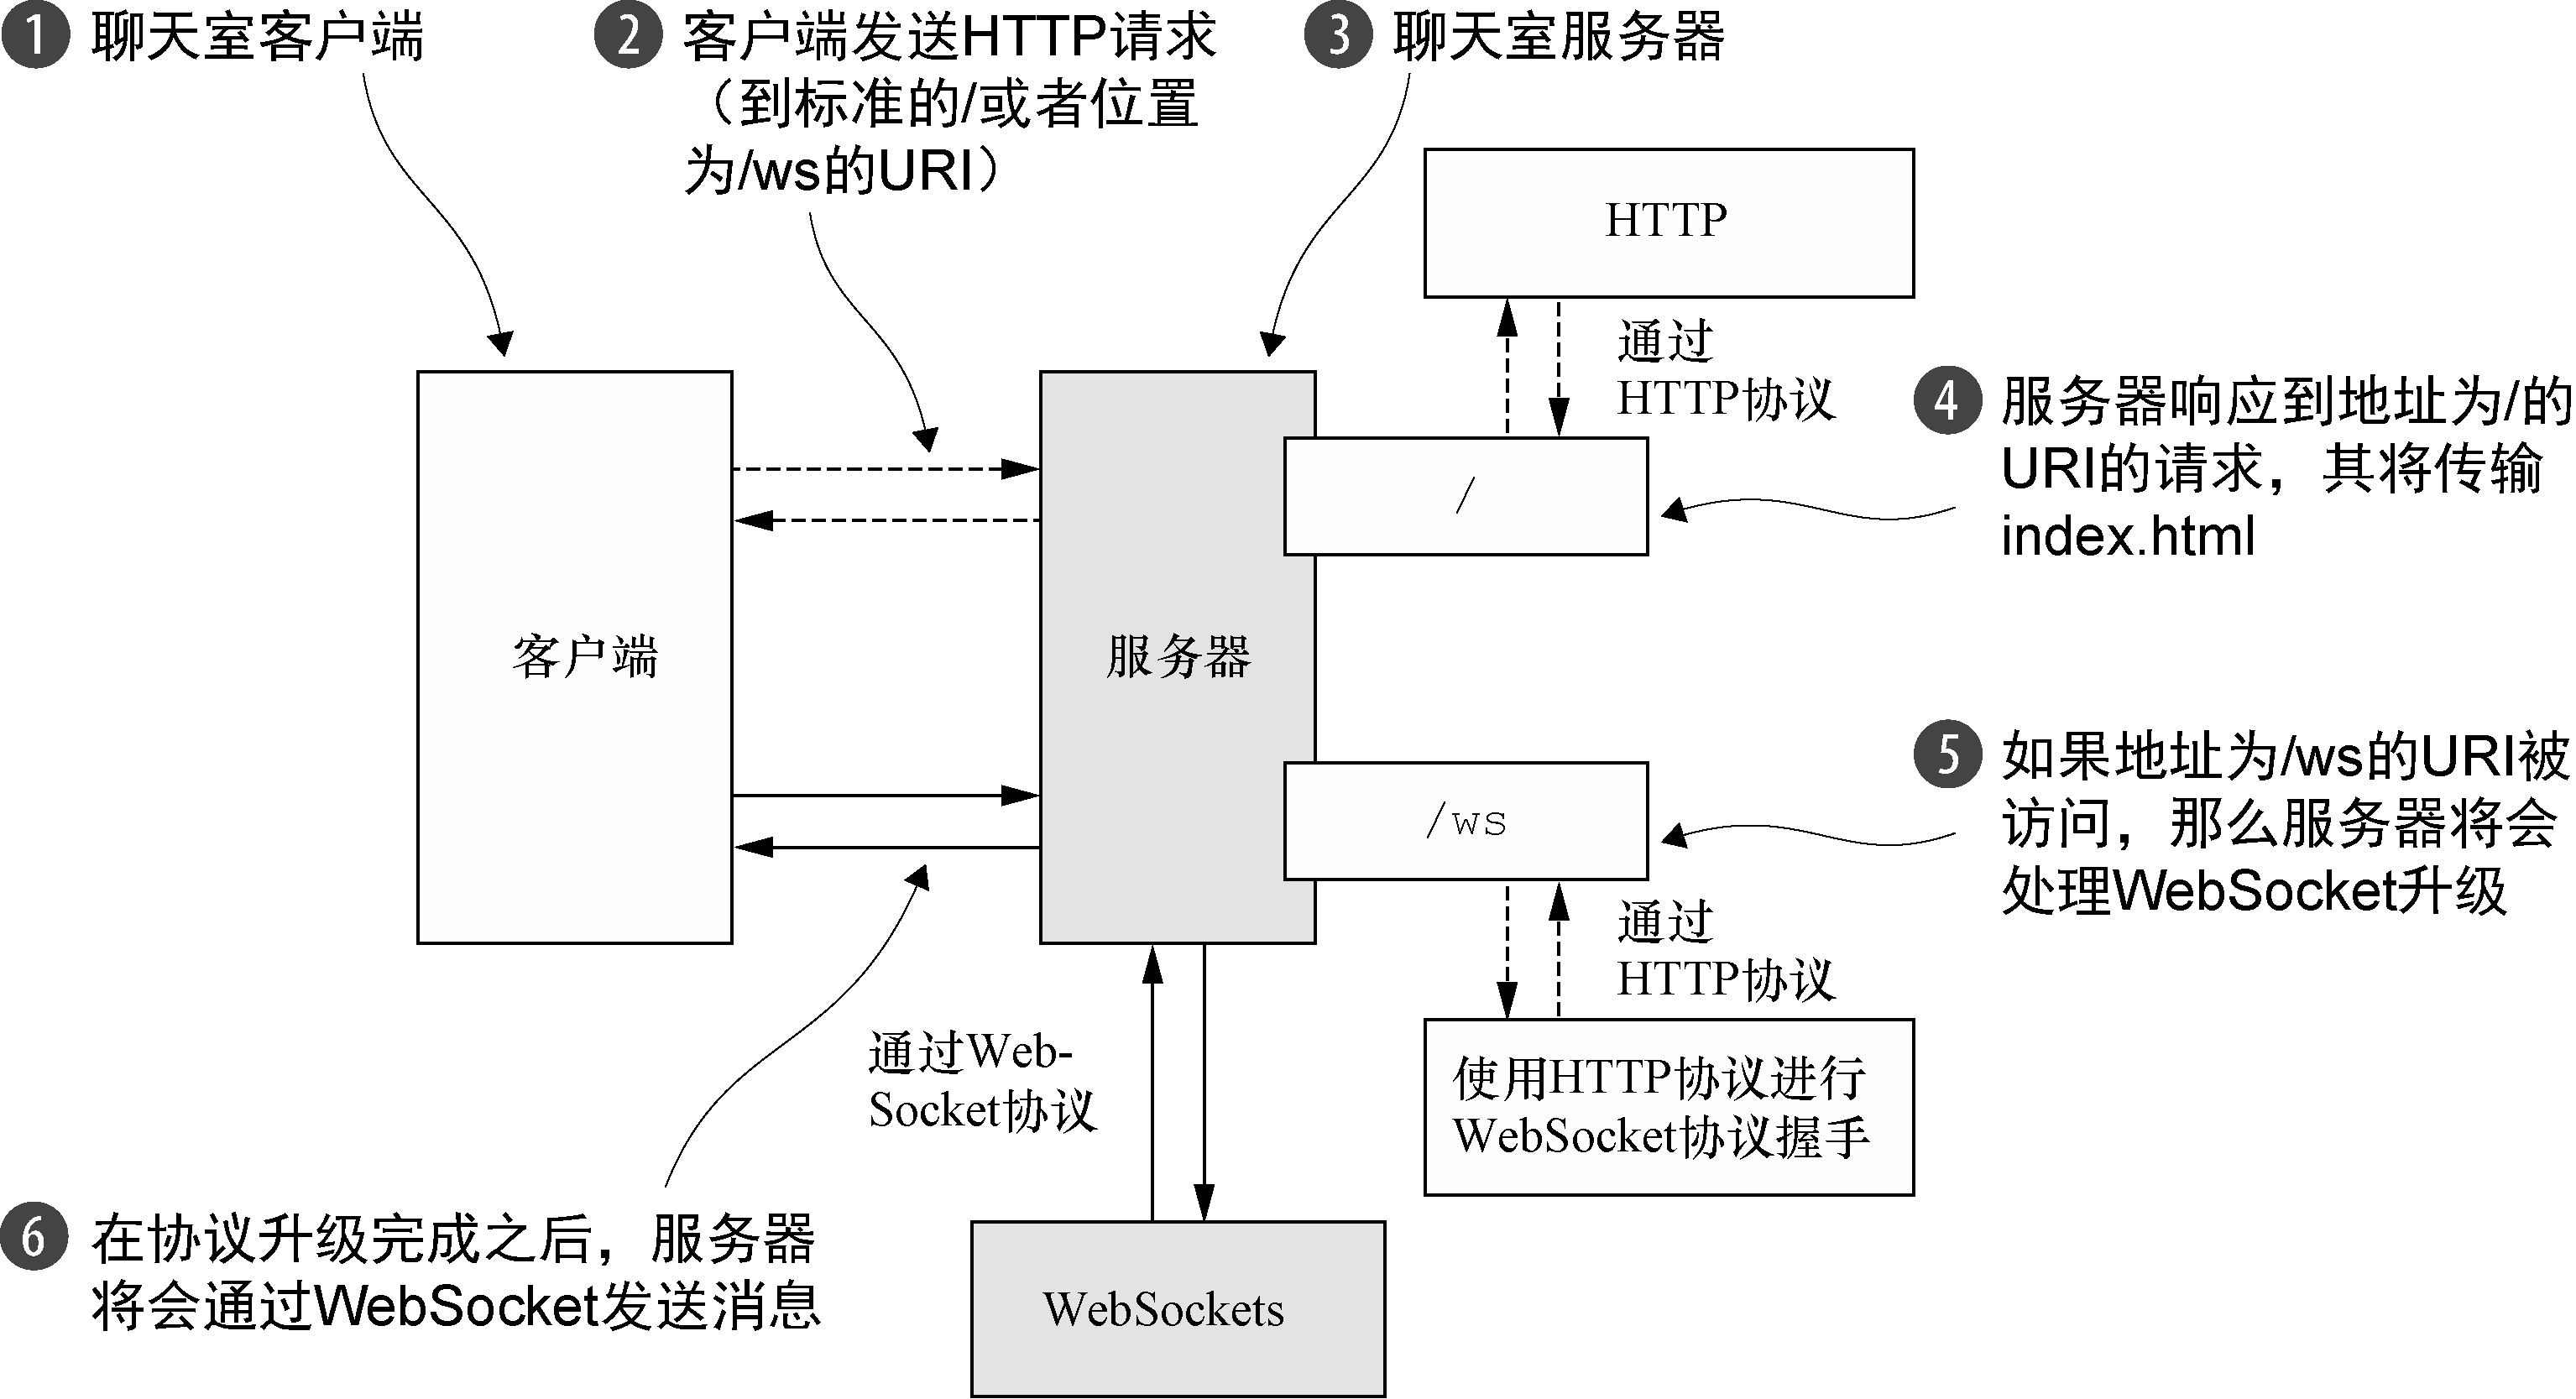 1 聊天室客户端
2 客户端发送HTTP请求
（到标准的/或者位置
为/ws的URI）
3 聊天室服务器
HTTP
通过
HTTP协议
4 服务器响应到地址为/的
URI的请求，其将传输
index.html
/
客户端
服务器
5 如果地址为/ws的URI被
访问，那么服务器将会
处理WebSocket升级
/ws
通过
HTTP协议
使用HTTP协议进行
WebSocket协议握手
通过Web-
Socket协议
6 在协议升级完成之后，服务器
将会通过WebSocket发送消息
WebSockets